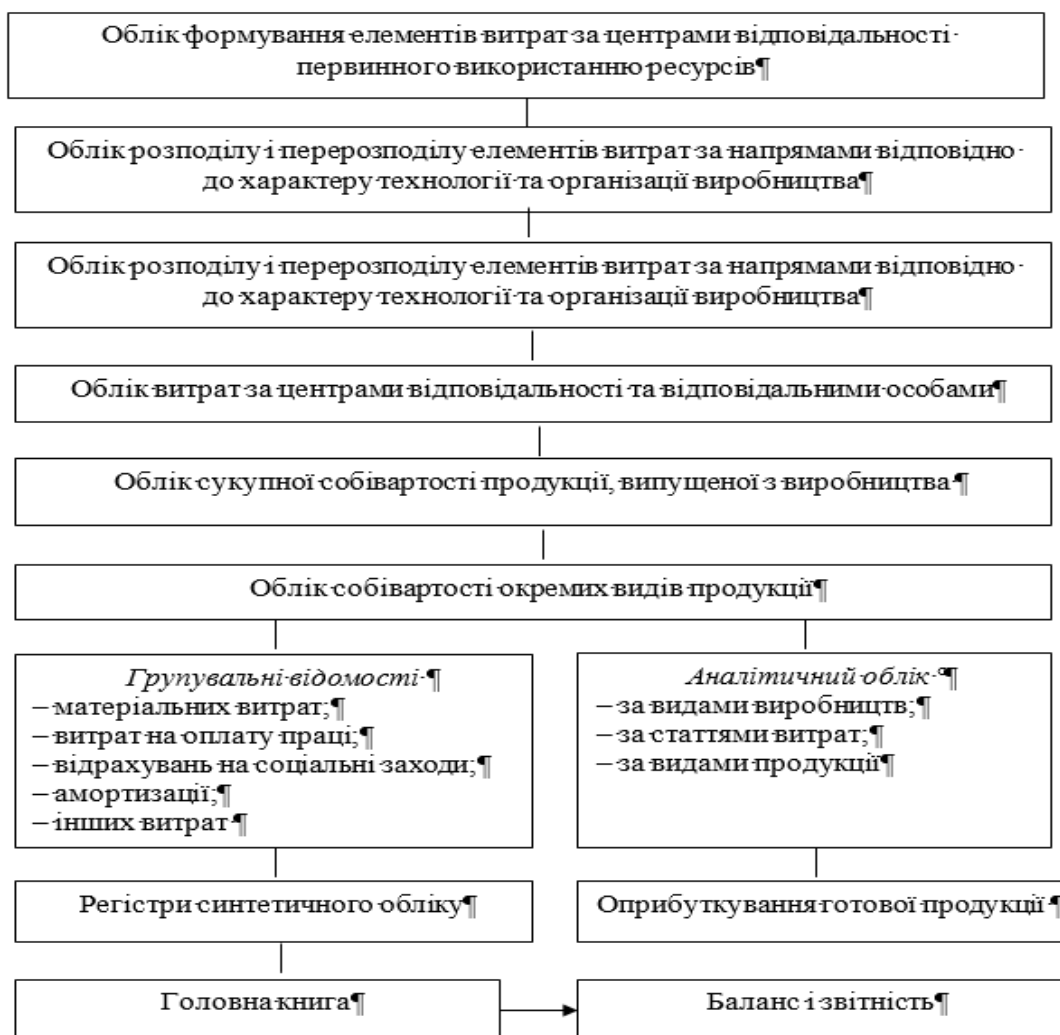 Облік формування елементів витрат за центрами відповідальності
первинного використанню ресурсів¶
Облік розподілу і перерозподілу елементів витрат за напрямами відповідно
до характеру технології та організації виробництва¶
Облік розподілу і перерозподілу елементів витрат за напрямами відповідно
до характеру технології та організації виробництва¶
Облік витрат за центрами відповідальності та відповідальними особами¶
Облік сукупної собівартості продукції, випущеної з виробництва ¶
Облік собівартості окремих видів продукції¶
Групувальні відомості ¶
– матеріальних витрат;¶
– витрат на оплату праці;¶
– відрахувань на соціальні заходи;¶
– амортизації;¶
– інших витрат ¶
Аналітичний облік ¶
– за видами виробництв;¶
– за статтями витрат;¶
– за видами продукції¶
Регістри синтетичного обліку¶
Оприбуткування готової продукції ¶
Головна книга¶
Баланс і звітність¶